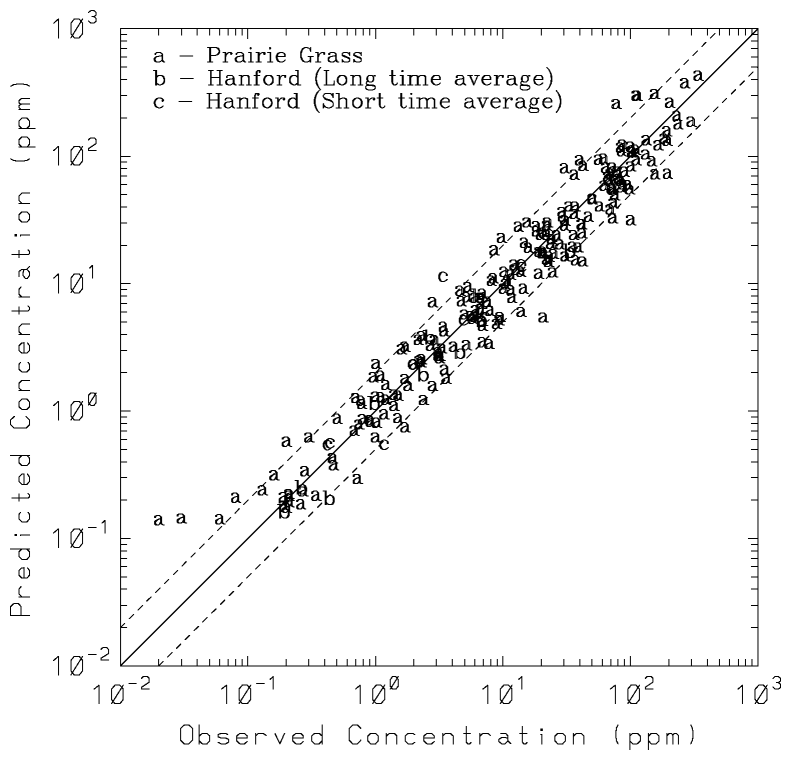 10³
a – Prairie Grass
b – Hanford (Long time average)
c – Hanford (Short time average)
10²
10¹
10⁰
10⁻¹
10⁻²
Predicted Concentration (ppm)
10⁻² 10⁻¹ 10⁰ 10¹ 10² 10³
Observed Concentration (ppm)